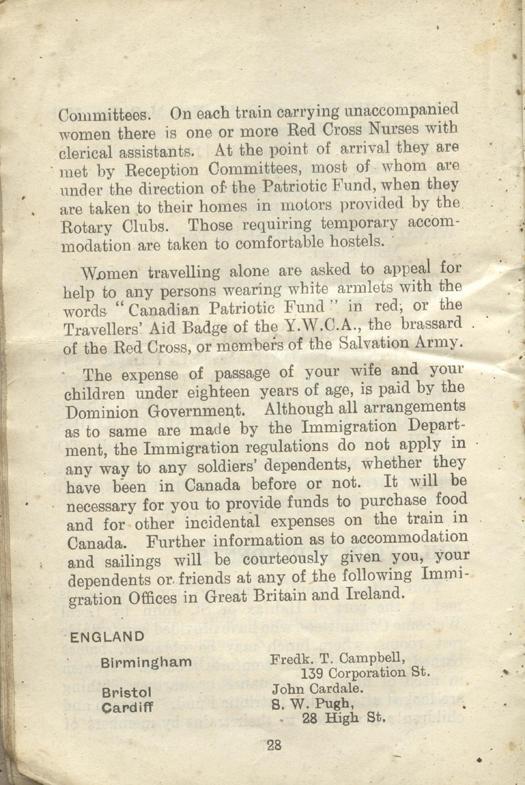 Committees. On each train carrying unaccompanied
women there is one or more Red Cross Nurses with
clerical assistants. At the point of arrival they are
met by Reception Committees, most of whom are
under the direction of the Patriotic Fund, when they
are taken to their homes in motors provided by the
Rotary Clubs. Those requiring temporary accom-
modation are taken to comfortable hostels.
Women travelling alone are asked to appeal for
help to any persons wearing white armlets with the
words "Canadian Patriotic Fund" in red, or the
Travellers' Aid Badge of the Y.W.C.A., the brassard
of the Red Cross, or members of the Salvation Army.
The expense of passage of your wife and your
children under eighteen years of age, is paid by the
Dominion Government. Although all arrangements
as to same are made by the Immigration Depart-
ment, the Immigration regulations do not apply in
any way to any soldiers' dependents, whether they
have been in Canada before or not. It will be
necessary for you to provide funds to purchase food
and for other incidental expenses on the train in
Canada. Further information as to accommodation
and sailings will be courteously given you, your
dependents or friends at any of the following Immi-
gration Offices in Great Britain and Ireland.
ENGLAND
Birmingham Fredk. T. Campbell,
139 Corporation St.
Bristol John Cardale.
Cardiff S. W. Pugh,
28 High St.
28